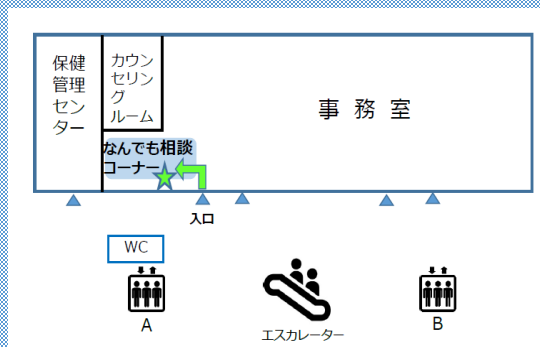 保健
管理
セン
ター
カウン
セリン
グ
ルーム
事 務 室
なんでも相談
コーナー
入口
WC
A
エスカレーター
B